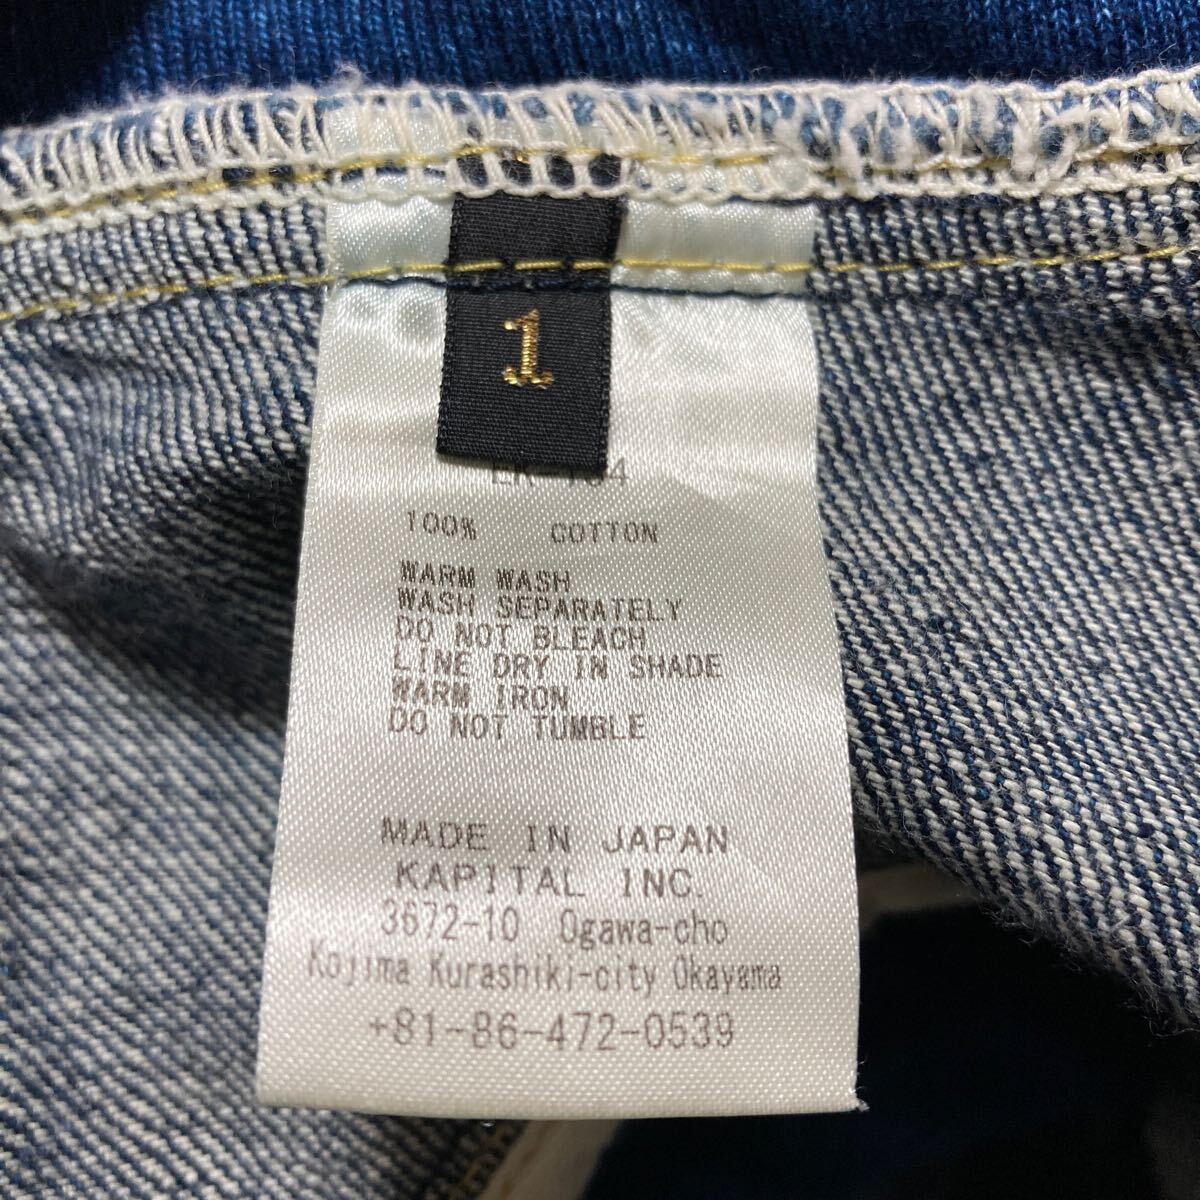 1
100% COTTON
WARM WASH
WASH SEPARATELY
DO NOT BLEACH
LINE DRY IN SHADE
WARM IRON
DO NOT TUMBLE
MADE IN JAPAN
KAPITAL INC.
3672-10 Ogawa-cho
Kojima Kurashiki-city Okayama
+81-86-472-0539